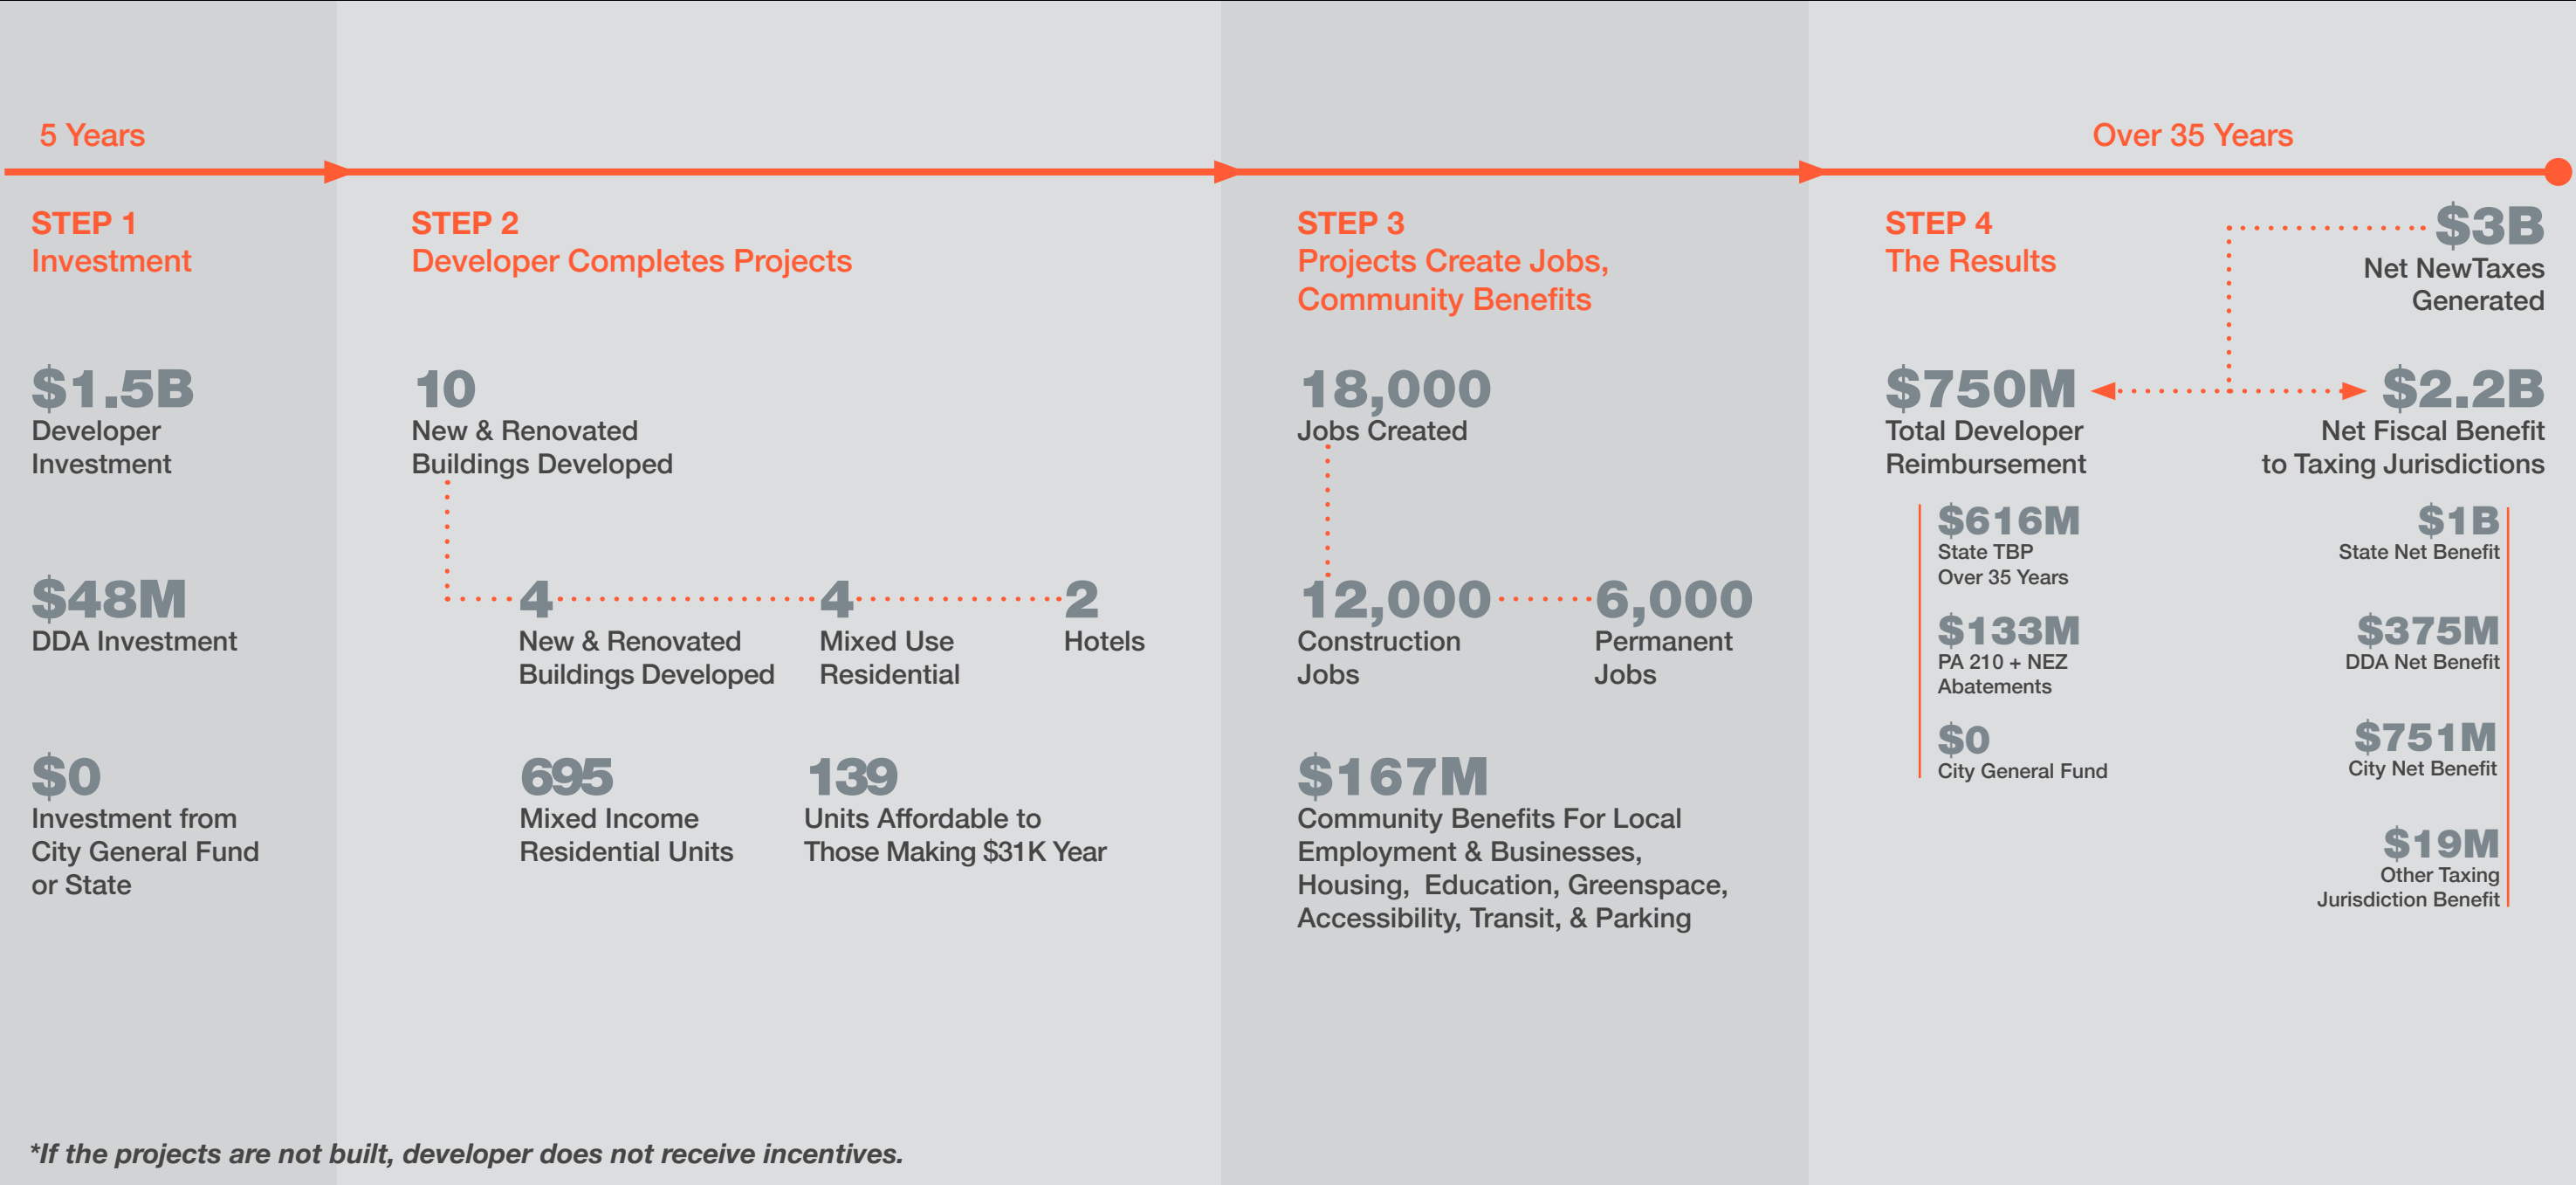 5 Years
Over 35 Years
STEP 1
Investment
$1.5B
Developer
Investment
$48M
DDA Investment
$0
Investment from
City General Fund
or State
STEP 2
Developer Completes Projects
10
New & Renovated
Buildings Developed
4
New & Renovated
Buildings Developed
4
Mixed Use
Residential
2
Hotels
695
Mixed Income
Residential Units
139
Units Affordable to
Those Making $31K Year
STEP 3
Projects Create Jobs,
Community Benefits
18,000
Jobs Created
12,000
Construction
Jobs
6,000
Permanent
Jobs
$167M
Community Benefits For Local
Employment & Businesses,
Housing,  Education, Greenspace,
Accessibility, Transit, & Parking
STEP 4
The Results
$3B
Net NewTaxes
Generated
$750M
Total Developer
Reimbursement
$616M
State TBP
Over 35 Years
$133M
PA 210 + NEZ
Abatements
$0
City General Fund
$2.2B
Net Fiscal Benefit
to Taxing Jurisdictions
$1B
State Net Benefit
$375M
DDA Net Benefit
$751M
City Net Benefit
$19M
Other Taxing
Jurisdiction Benefit
*If the projects are not built, developer does not receive incentives.